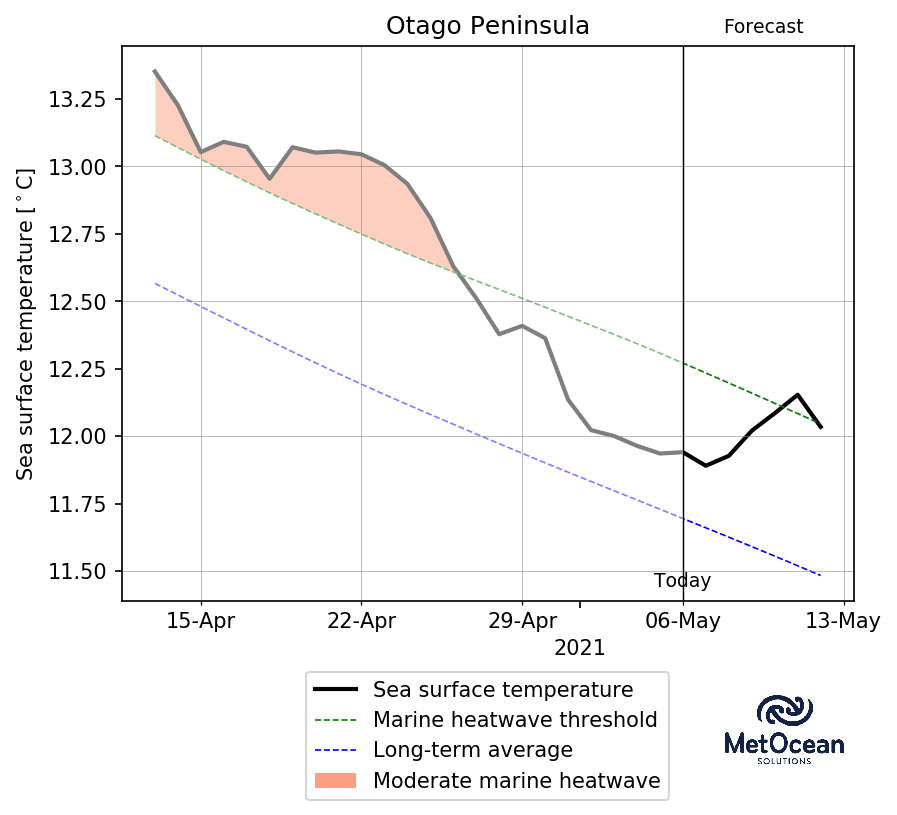 Otago Peninsula
Forecast
Sea surface temperature [°C]
13.25
13.00
12.75
12.50
12.25
12.00
11.75
11.50
Today
15-Apr 22-Apr 29-Apr 06-May 13-May
2021
Sea surface temperature
Marine heatwave threshold
Long-term average
Moderate marine heatwave
MetOcean
SOLUTIONS